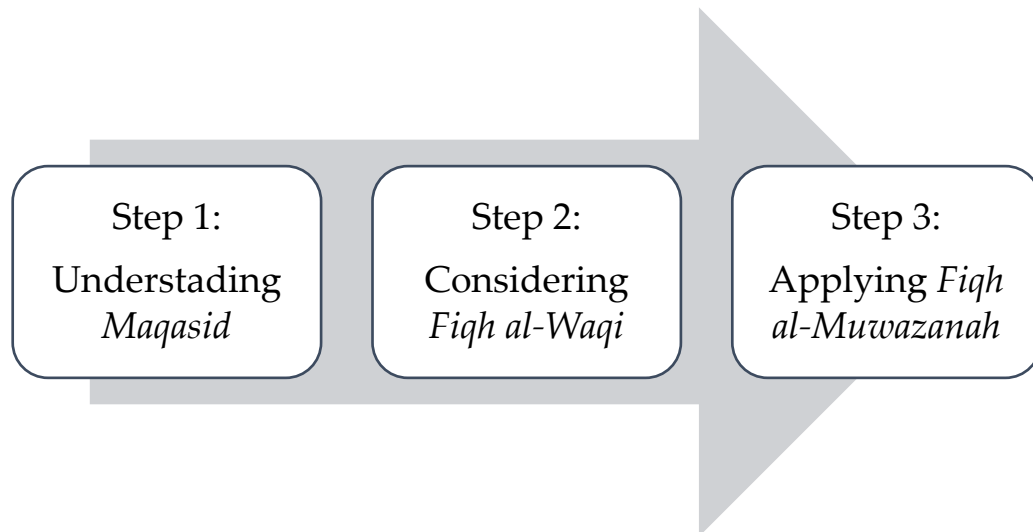 Step 1:
Understading
Maqasid
Step 2:
Considering
Fiqh al-Waqi
Step 3:
Applying Fiqh
al-Muwazanah